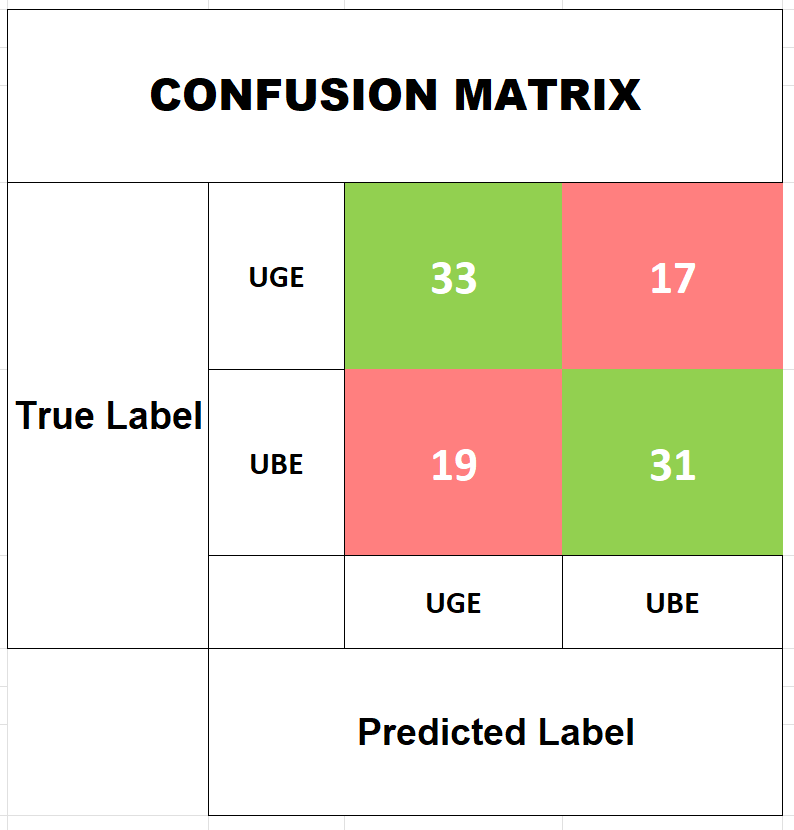 CONFUSION MATRIX
UGE 33 17
True Label
UBE 19 31
UGE UBE
Predicted Label